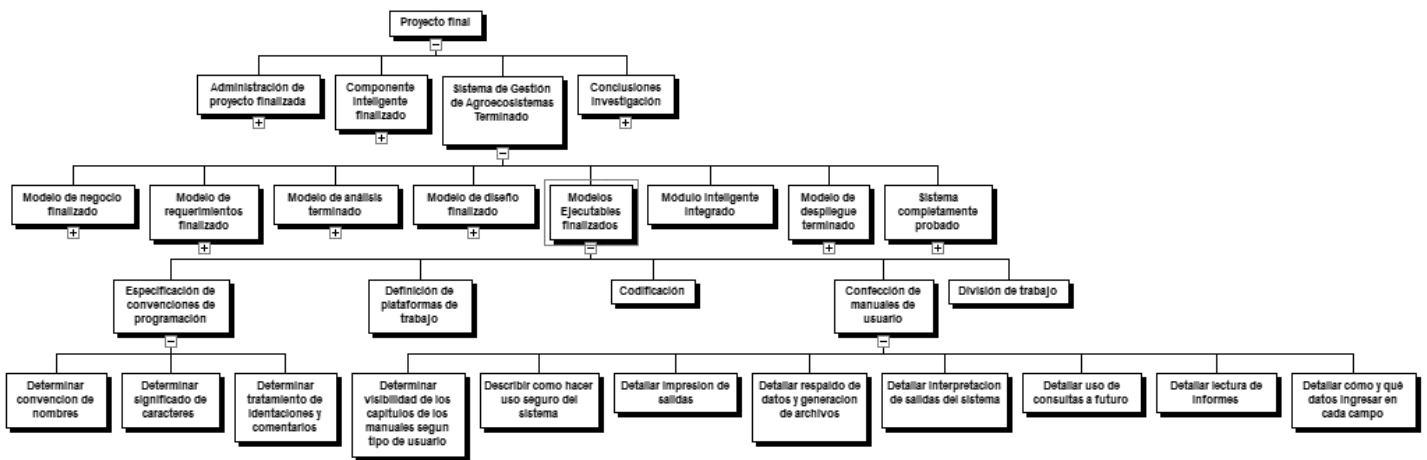 Proyecto final
Administración de
proyecto finalizada
Componente
inteligente
finalizado
Sistema de Gestión
de Agroecosistemas
Terminado
Conclusiones
Investigación
Modelo de negocio
finalizado
Modelo de
requerimientos
finalizado
Modelo de análisis
terminado
Modelo de diseño
finalizado
Modelos
Ejecutables
finalizados
Módulo inteligente
integrado
Modelo de
despliegue
terminado
Sistema
completamente
probado
Especificación de
convenciones de
programación
Definición de
plataformas de
trabajo
Codificación
Confección de
manuales de
usuario
División de trabajo
Determinar
convencion de
nombres
Determinar
significado de
caracteres
Determinar
tratamiento de
identaciones y
comentarios
Determinar
visibilidad de los
capitulos de los
manuales segun
tipo de usuario
Describir como hacer
uso seguro del
sistema
Detallar impresion de
salidas
Detallar respaldo de
datos y generacion
de archivos
Detallar interpretacion
de salidas del sistema
Detallar uso de
consultas a futuro
Detallar lectura de
informes
Detallar cómo y qué
datos ingresar en
cada campo